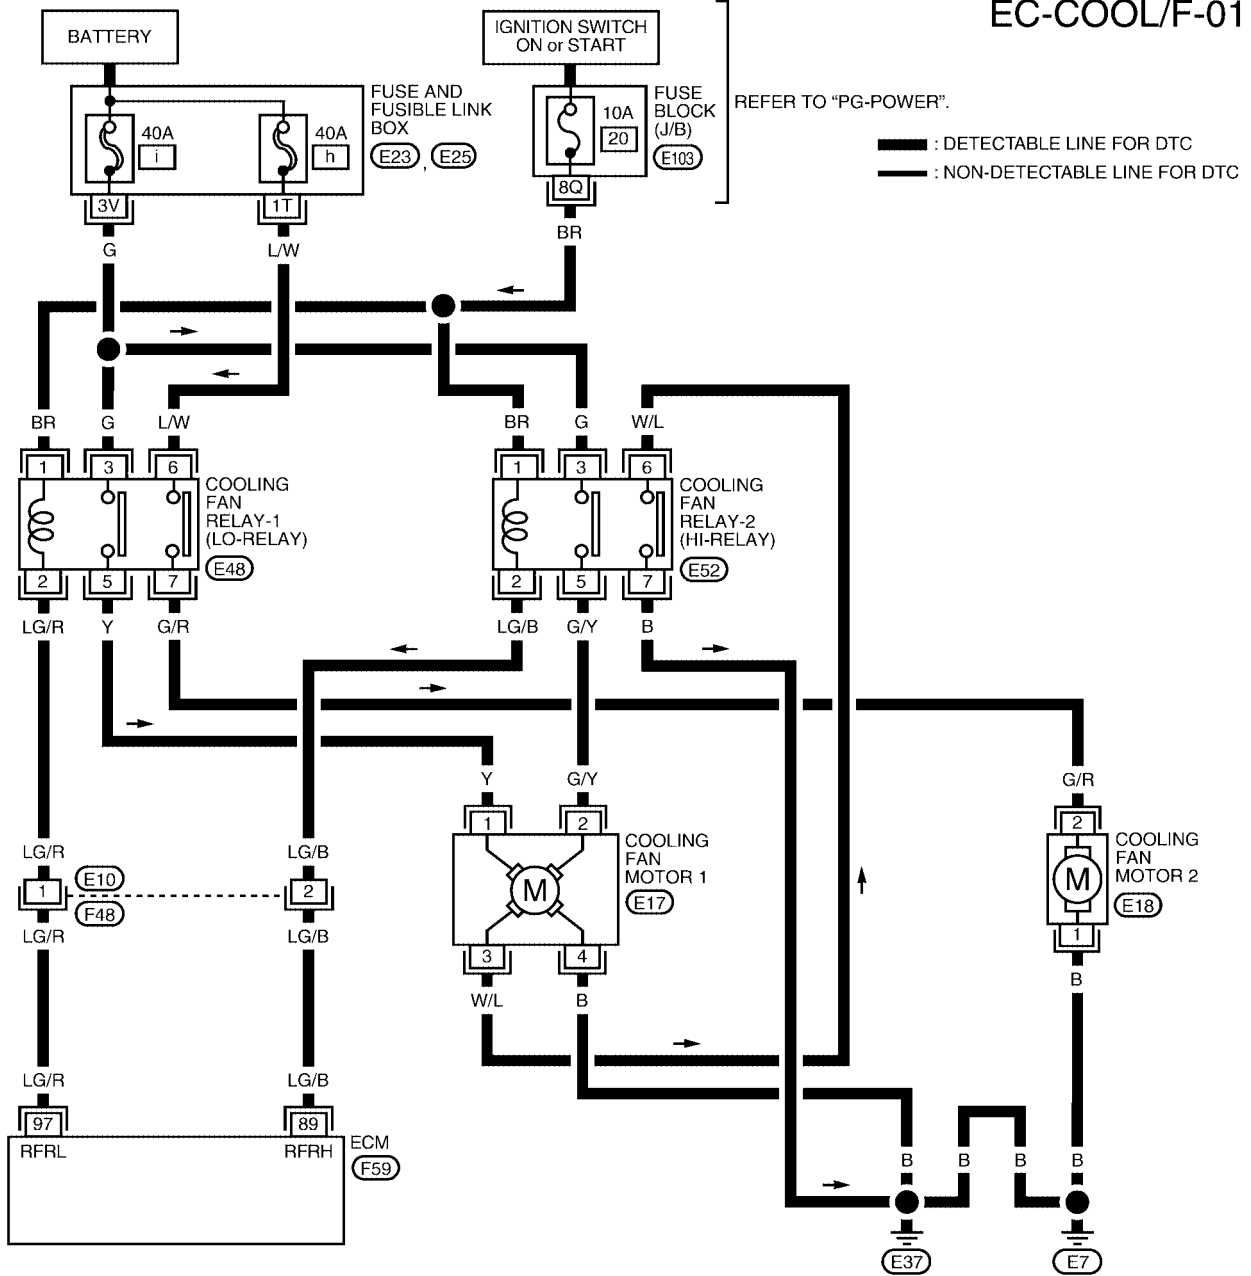 EC-COOL/F-01
BATTERY
IGNITION SWITCH
ON or START
FUSE AND
FUSIBLE LINK
BOX
E23 , E25
40A
i
40A
h
10A
20
FUSE
BLOCK
(J/B)
E103
REFER TO “PG-POWER”.
: DETECTABLE LINE FOR DTC
: NON-DETECTABLE LINE FOR DTC
3V
1T
8Q
G
L/W
BR
BR
G
L/W
BR
G
W/L
1
3
6
1
3
6
COOLING
FAN
RELAY-1
(LO-RELAY)
E48
COOLING
FAN
RELAY-2
(HI-RELAY)
E52
2
5
7
2
5
7
LG/R
Y
G/R
LG/B
G/Y
B
Y
G/Y
G/R
1
2
2
COOLING
FAN
MOTOR 1
E17
M
COOLING
FAN
MOTOR 2
E18
M
LG/R
LG/B
1
E10
F48
2
LG/R
LG/B
3
4
1
W/L
B
B
LG/R
LG/B
97
89
RFRL
RFRH
ECM
F59
B
B
B
B
E37
E7